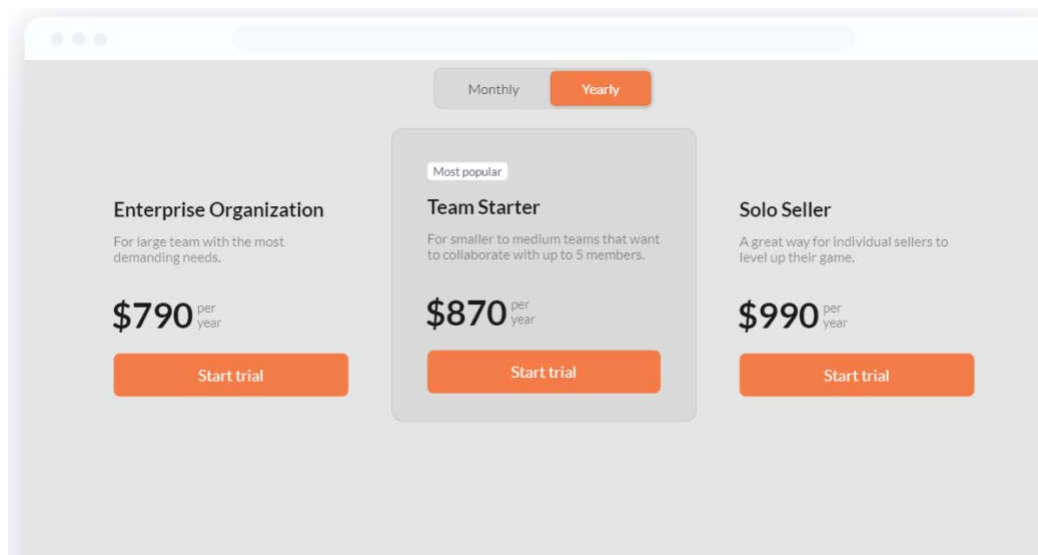 Monthly
Yearly
Enterprise Organization
For large team with the most
demanding needs.
$790 per
year
Start trial
Most popular
Team Starter
For smaller to medium teams that want
to collaborate with up to 5 members.
$870 per
year
Start trial
Solo Seller
A great way for individual sellers to
level up their game.
$990 per
year
Start trial